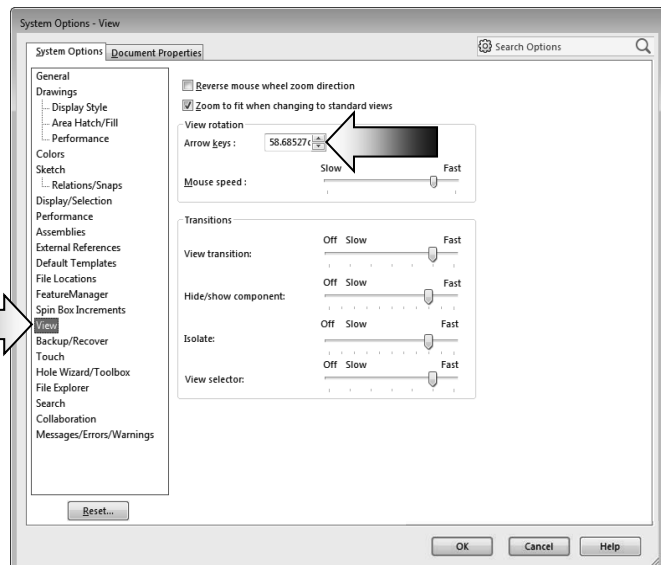 System Options - View
System Options Document Properties
Search Options
General
Drawings
Display Style
Area Hatch/Fill
Performance
Colors
Sketch
Relations/Snaps
Display/Selection
Performance
Assemblies
External References
Default Templates
File Locations
FeatureManager
Spin Box Increments
View
Backup/Recover
Touch
Hole Wizard/Toolbox
File Explorer
Search
Collaboration
Messages/Errors/Warnings
Reset...
Reverse mouse wheel zoom direction
Zoom to fit when changing to standard views
View rotation
Arrow keys :
Slow Fast
Mouse speed :
Transitions
Off Slow Fast
View transition:
Off Slow Fast
Hide/show component:
Off Slow Fast
Isolate:
Off Slow Fast
View selector:
OK Cancel Help